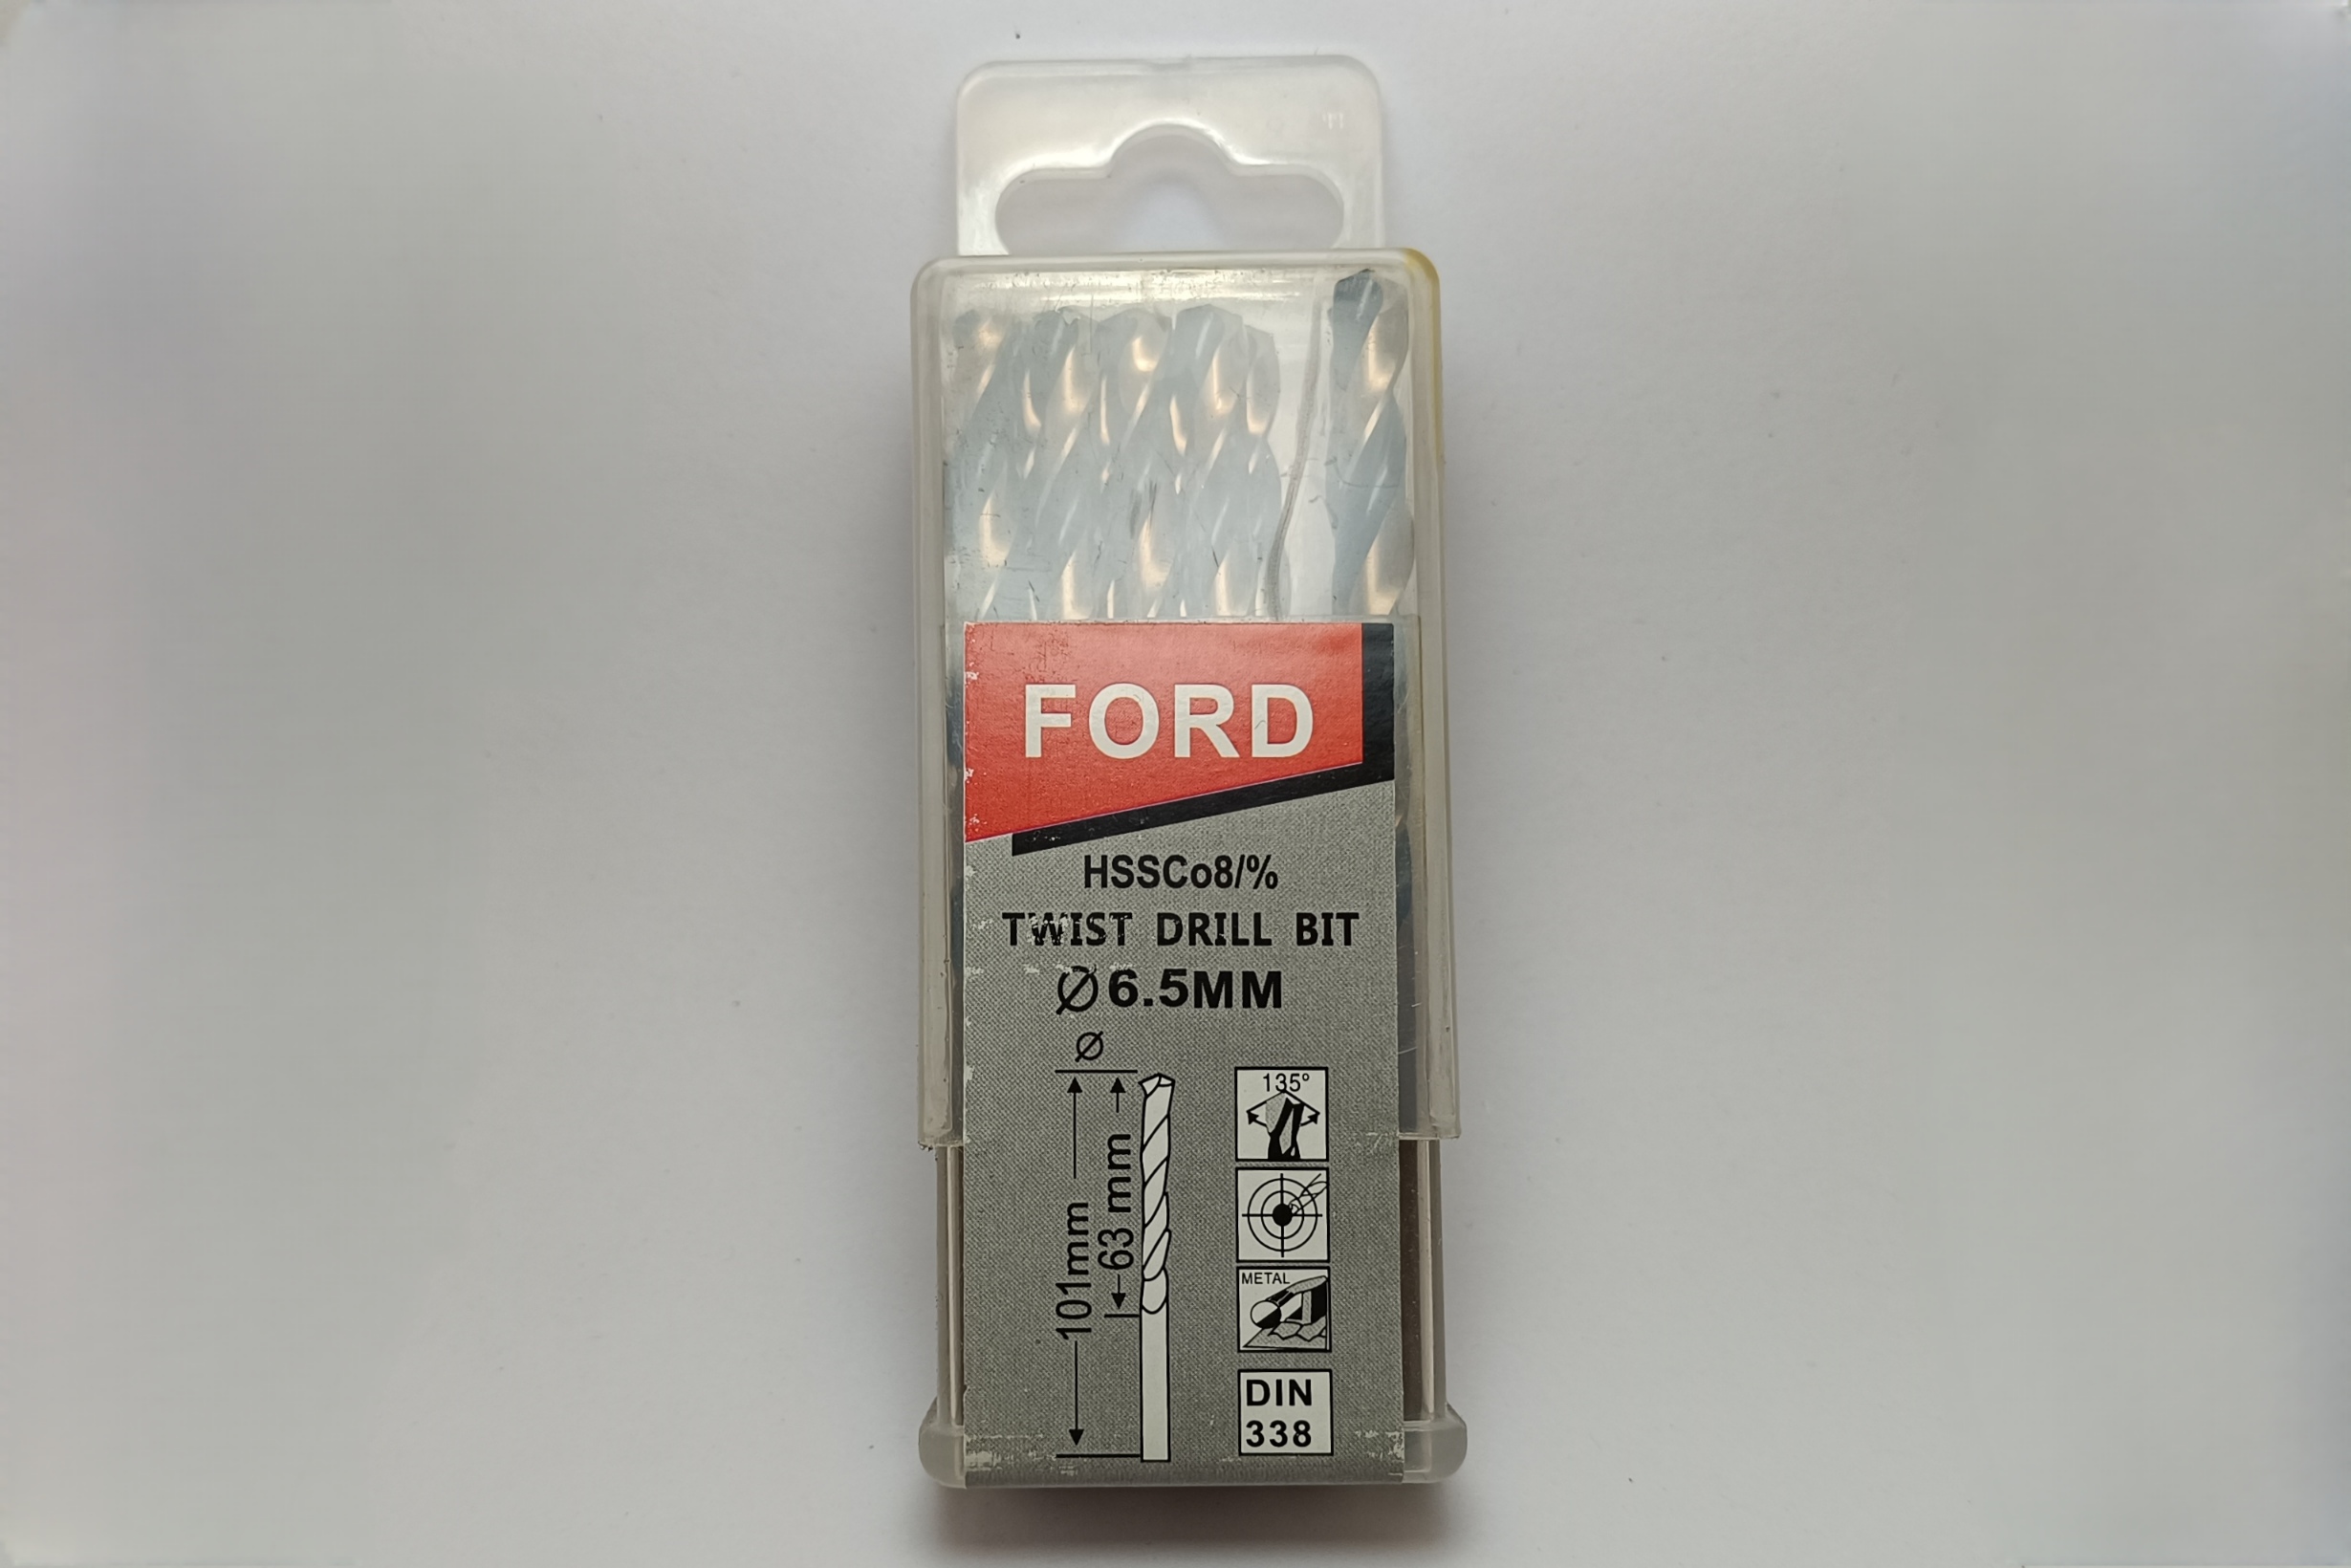 FORD
HSSCo8/%
TWIST DRILL BIT
Ø6.5MM
Ø
101mm
63 mm
135°
METAL
DIN
338